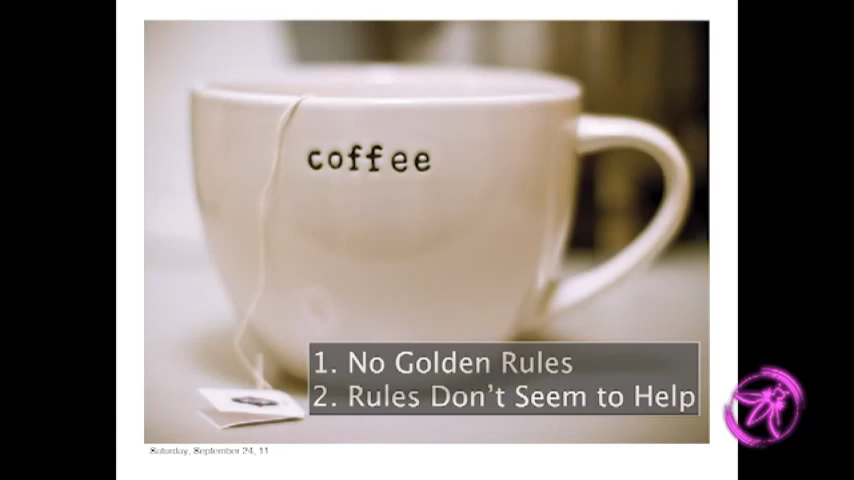 coffee
1. No Golden Rules
2. Rules Don't Seem to Help
Saturday, September 24, 11